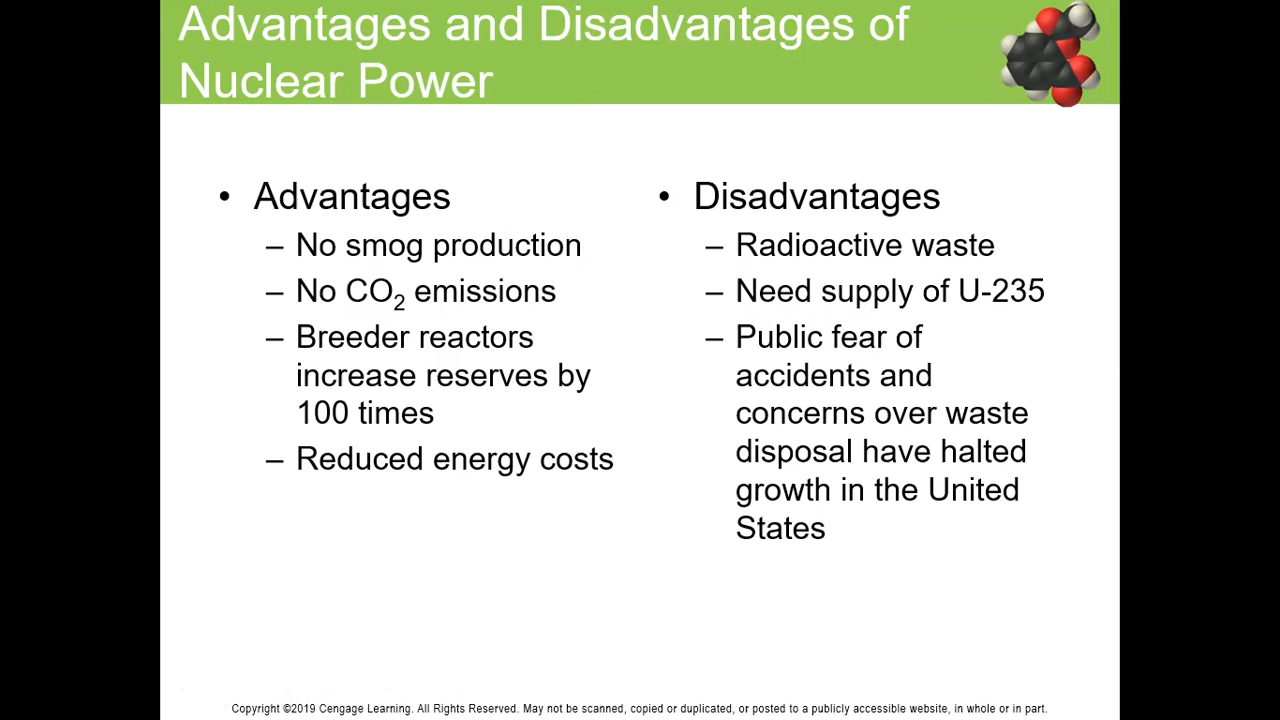 Advantages and Disadvantages of
Nuclear Power
• Advantages
– No smog production
– No CO₂ emissions
– Breeder reactors
increase reserves by
100 times
– Reduced energy costs
• Disadvantages
– Radioactive waste
– Need supply of U-235
– Public fear of
accidents and
concerns over waste
disposal have halted
growth in the United
States
Copyright ©2019 Cengage Learning. All Rights Reserved. May not be scanned, copied or duplicated, or posted to a publicly accessible website, in whole or in part.